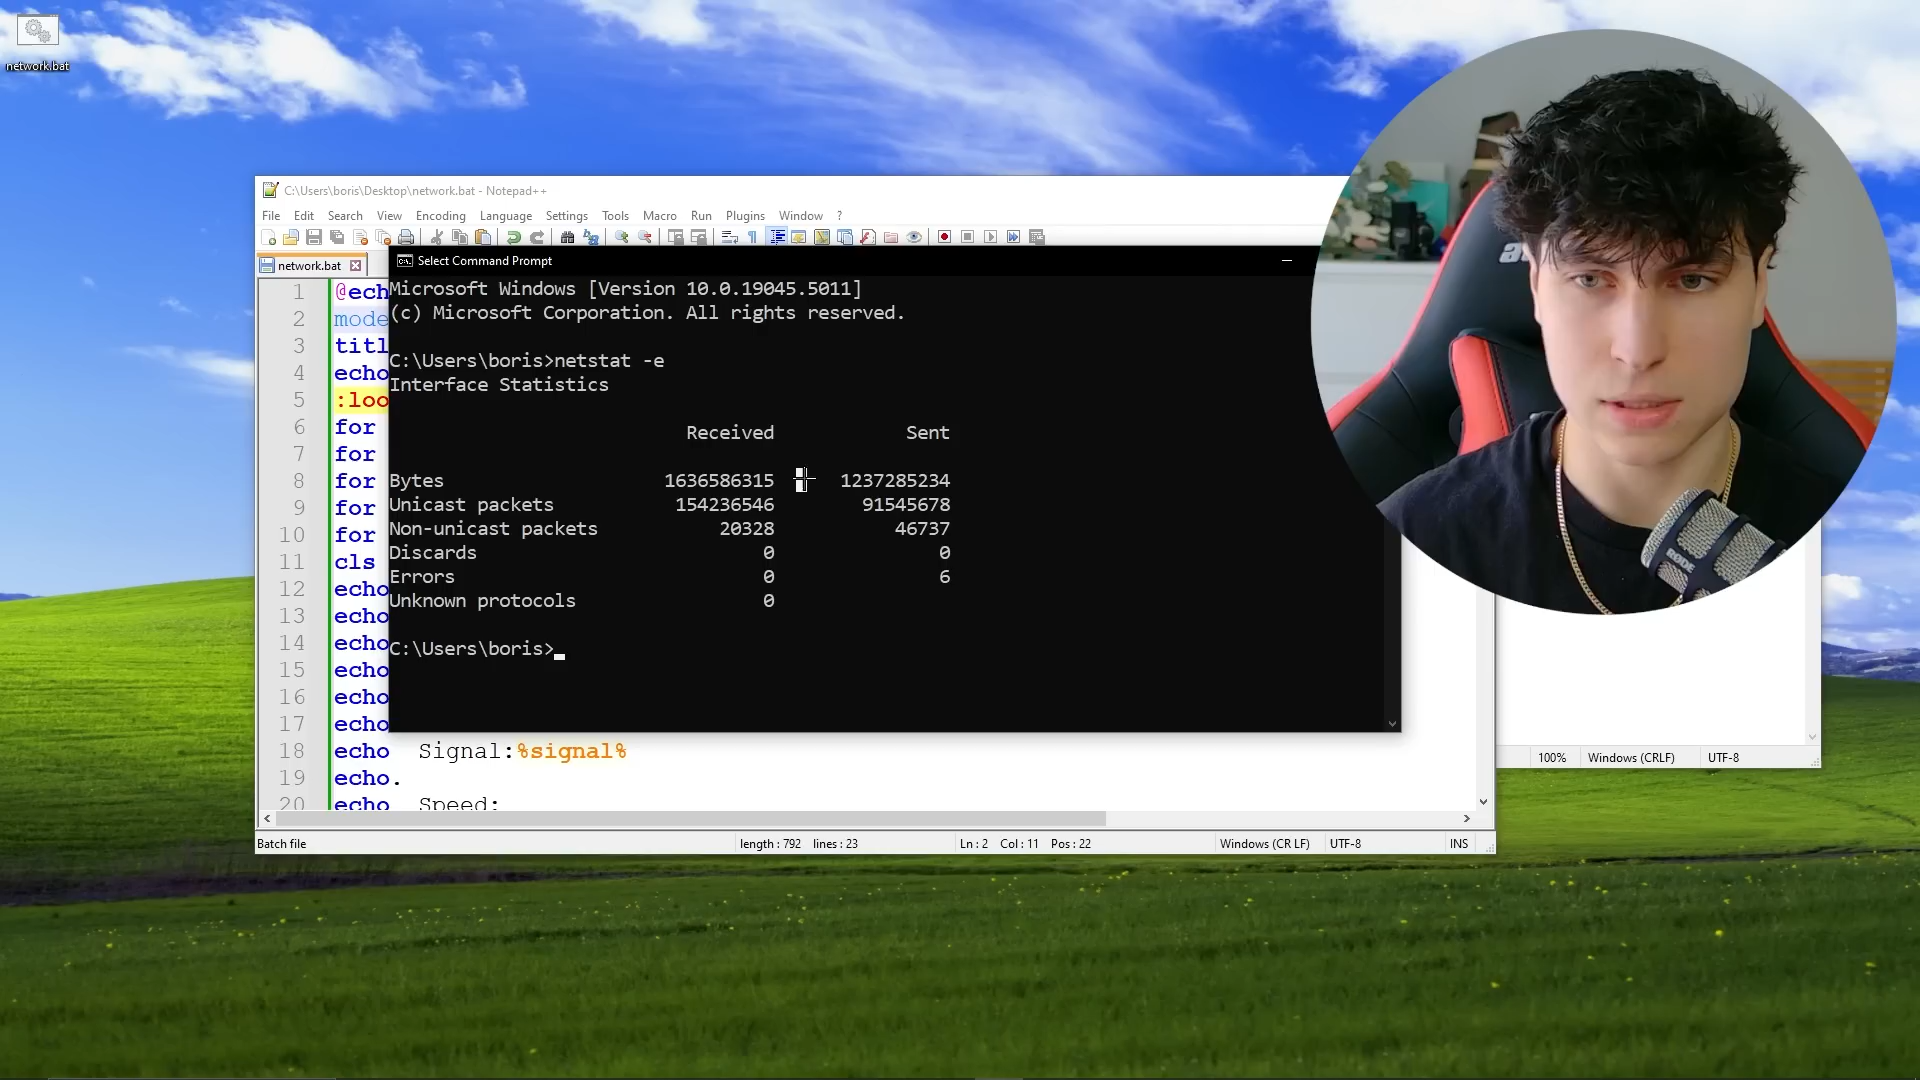 network.bat
C:\Users\boris\Desktop\network.bat - Notepad++
File Edit Search View Encoding Language Settings Tools Macro Run Plugins Window ?
network.bat
Select Command Prompt
Microsoft Windows [Version 10.0.19045.5011]
(c) Microsoft Corporation. All rights reserved.
C:\Users\boris>netstat -e
Interface Statistics
Received Sent
Bytes 1636586315 1237285234
Unicast packets 154236546 91545678
Non-unicast packets 20328 46737
Discards 0 0
Errors 0 6
Unknown protocols 0
C:\Users\boris>
1 @ech
2 mode
3 titl
4 echo
5 :loo
6 for
7 for
8 for
9 for
10 for
11 cls
12 echo
13 echo
14 echo
15 echo
16 echo
17 echo
18 echo Signal:%signal%
19 echo.
20 echo Speed:
Batch file length : 792 lines : 23 Ln : 2 Col : 11 Pos : 22 Windows (CR LF) UTF-8 INS
100% Windows (CRLF) UTF-8
RODE